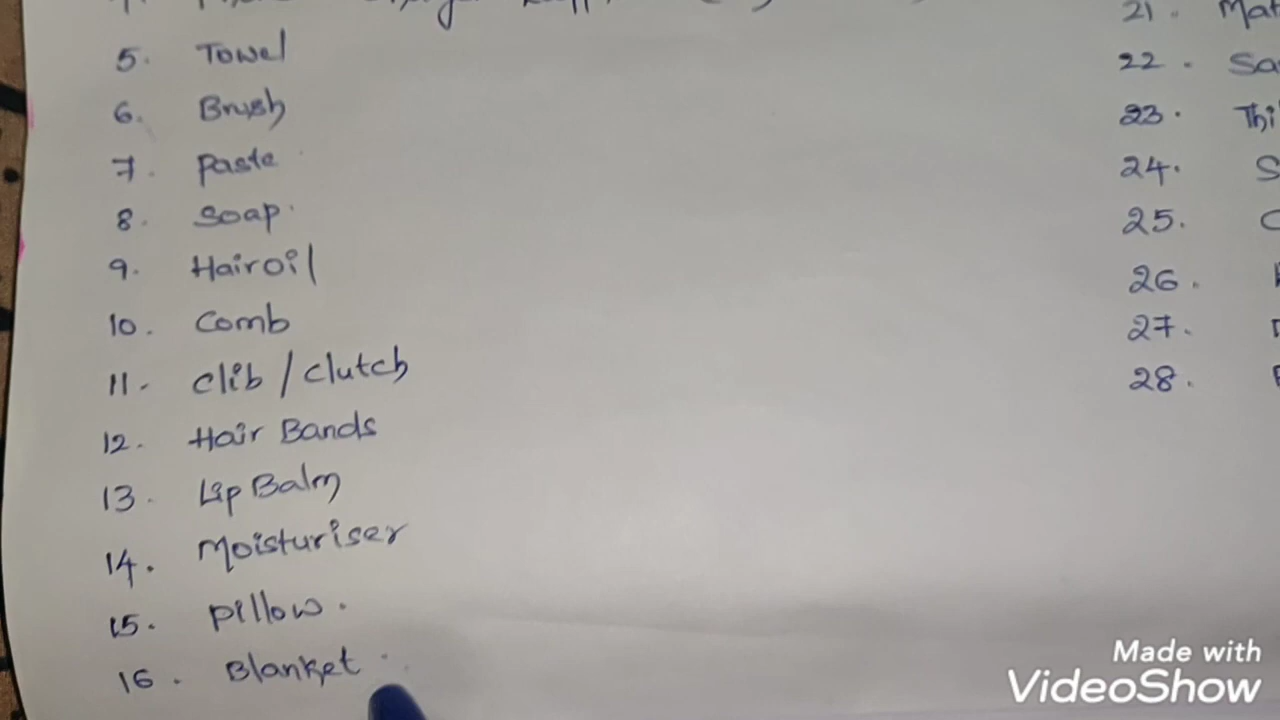 5. Towel
6. Brush
7. Paste
8. Soap
9. Hairoil
10. Comb
11. Clib / Clutch
12. Hair Bands
13. Lip Balm
14. Moisturiser
15. Pillow.
16. Blanket
21.
22.
23.
24.
25.
26.
27.
28.
Made with
VideoShow